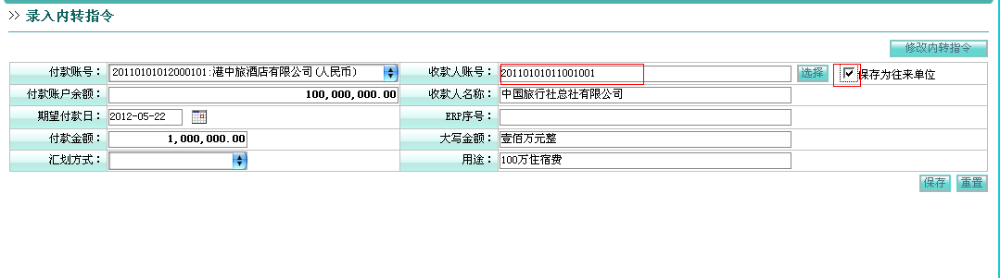 >> 录入内转指令
修改内转指令
付款账号： 20110101012000101:港中旅酒店有限公司(人民币) 收款人账号： 20110101011001001 选择 保存为往来单位
付款账户余额： 100,000,000.00 收款人名称： 中国旅行社总社有限公司
期望付款日： 2012-05-22 ERP序号：
付款金额： 1,000,000.00 大写金额： 壹佰万元整
汇划方式： 用途： 100万住宿费
保存 重置